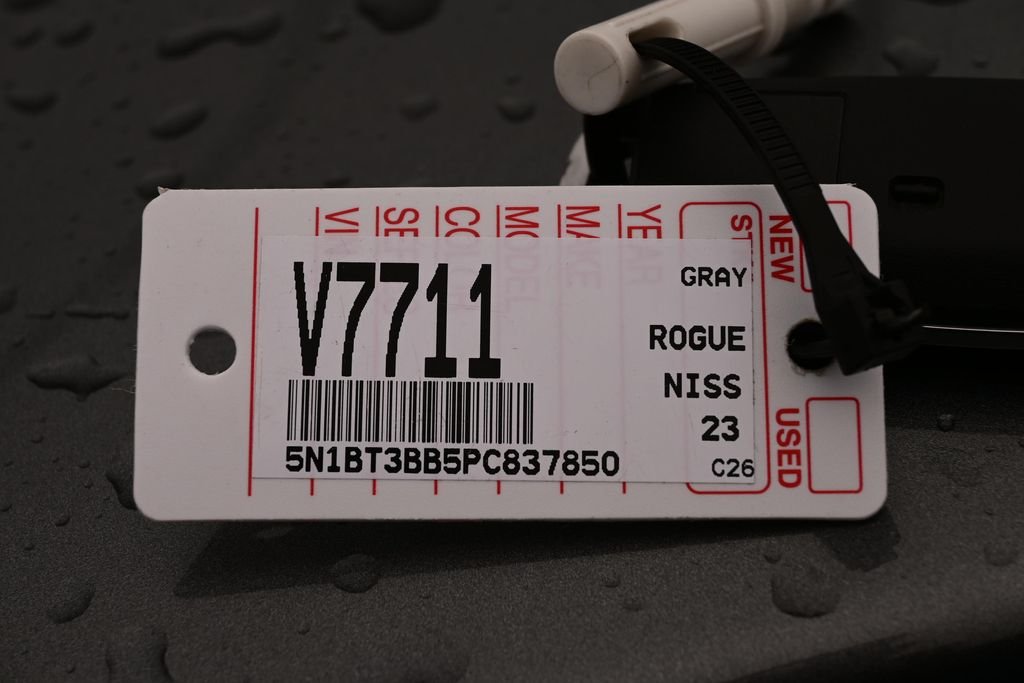 V7711
5N1BT3BB5PC837850
GRAY
ROGUE
NISS
23
C26
NEW
USED
YEAR
MAKE
MODEL